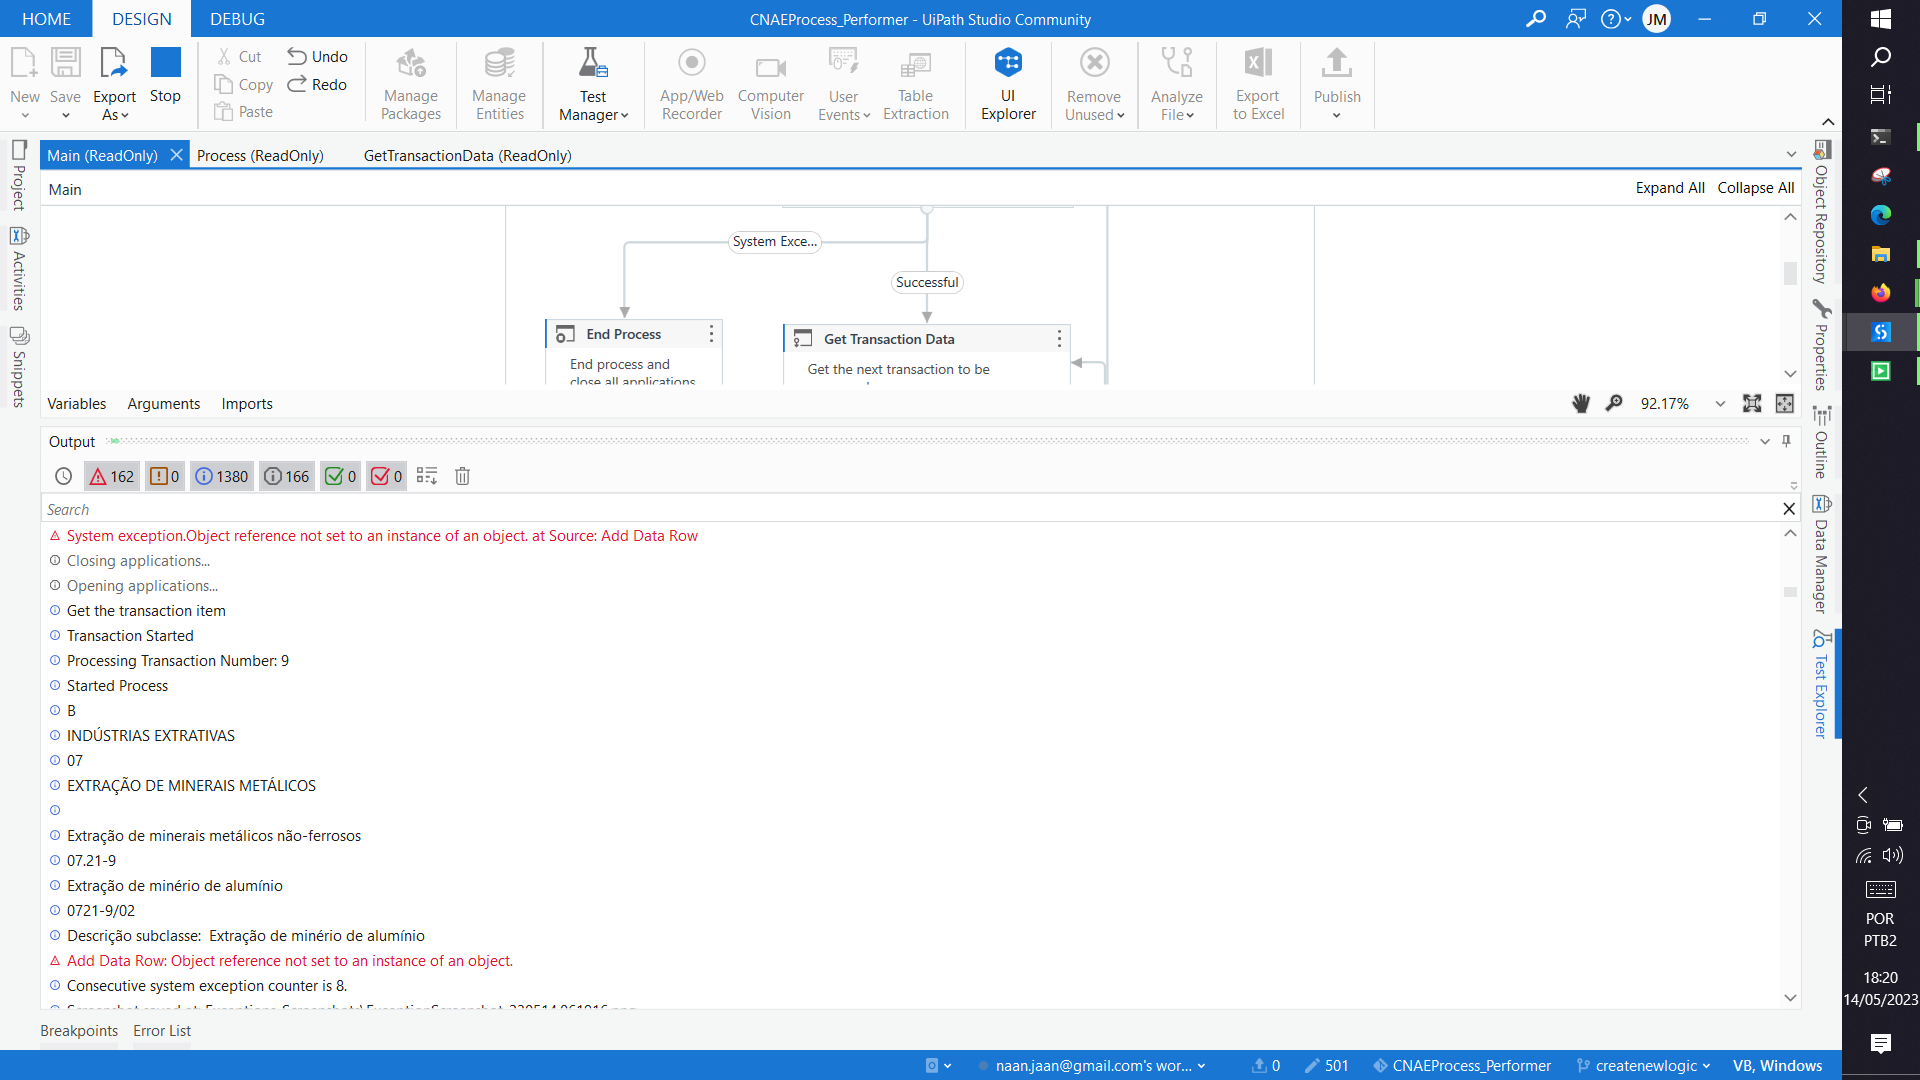 HOME DESIGN DEBUG
CNAEProcess_Performer - UiPath Studio Community
JM
New
Save
Export As
Stop
Cut
Copy
Paste
Undo
Redo
Manage Packages
Manage Entities
Test Manager
App/Web Recorder
Computer Vision
User Events
Table Extraction
UI Explorer
Remove Unused
Analyze File
Export to Excel
Publish
Main (ReadOnly)
Process (ReadOnly)
GetTransactionData (ReadOnly)
Main
Expand All Collapse All
Project
Activities
Snippets
System Exce...
Successful
End Process
End process and
close all applications
Get Transaction Data
Get the next transaction to be
Variables Arguments Imports
92.17%
Output
162 0 1380 166 0 0
Search
System exception.Object reference not set to an instance of an object. at Source: Add Data Row
Closing applications...
Opening applications...
Get the transaction item
Transaction Started
Processing Transaction Number: 9
Started Process
B
INDÚSTRIAS EXTRATIVAS
07
EXTRAÇÃO DE MINERAIS METÁLICOS
Extração de minerais metálicos não-ferrosos
07.21-9
Extração de minério de alumínio
0721-9/02
Descrição subclasse:  Extração de minério de alumínio
Add Data Row: Object reference not set to an instance of an object.
Consecutive system exception counter is 8.
Breakpoints Error List
naan.jaan@gmail.com's wor...
0
501
CNAEProcess_Performer
createnewlogic
VB, Windows
Object Repository
Properties
Outline
Data Manager
Test Explorer
POR
PTB2
18:20
14/05/2023